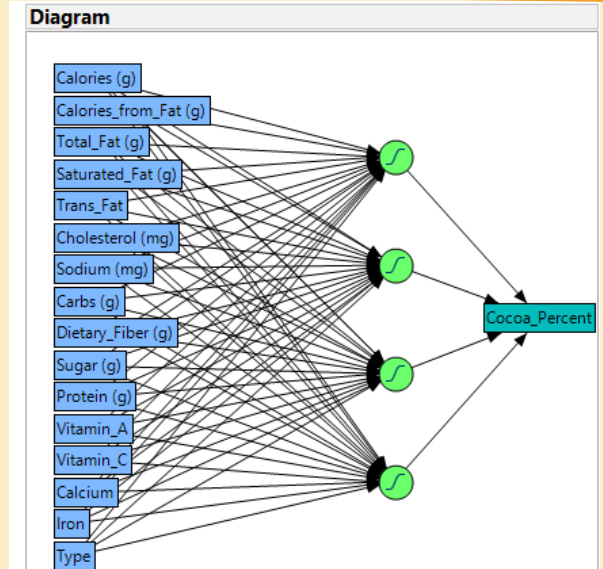 Diagram
Calories (g)
Calories_from_Fat (g)
Total_Fat (g)
Saturated_Fat (g)
Trans_Fat
Cholesterol (mg)
Sodium (mg)
Carbs (g)
Dietary_Fiber (g)
Sugar (g)
Protein (g)
Vitamin_A
Vitamin_C
Calcium
Iron
Type
Cocoa_Percent